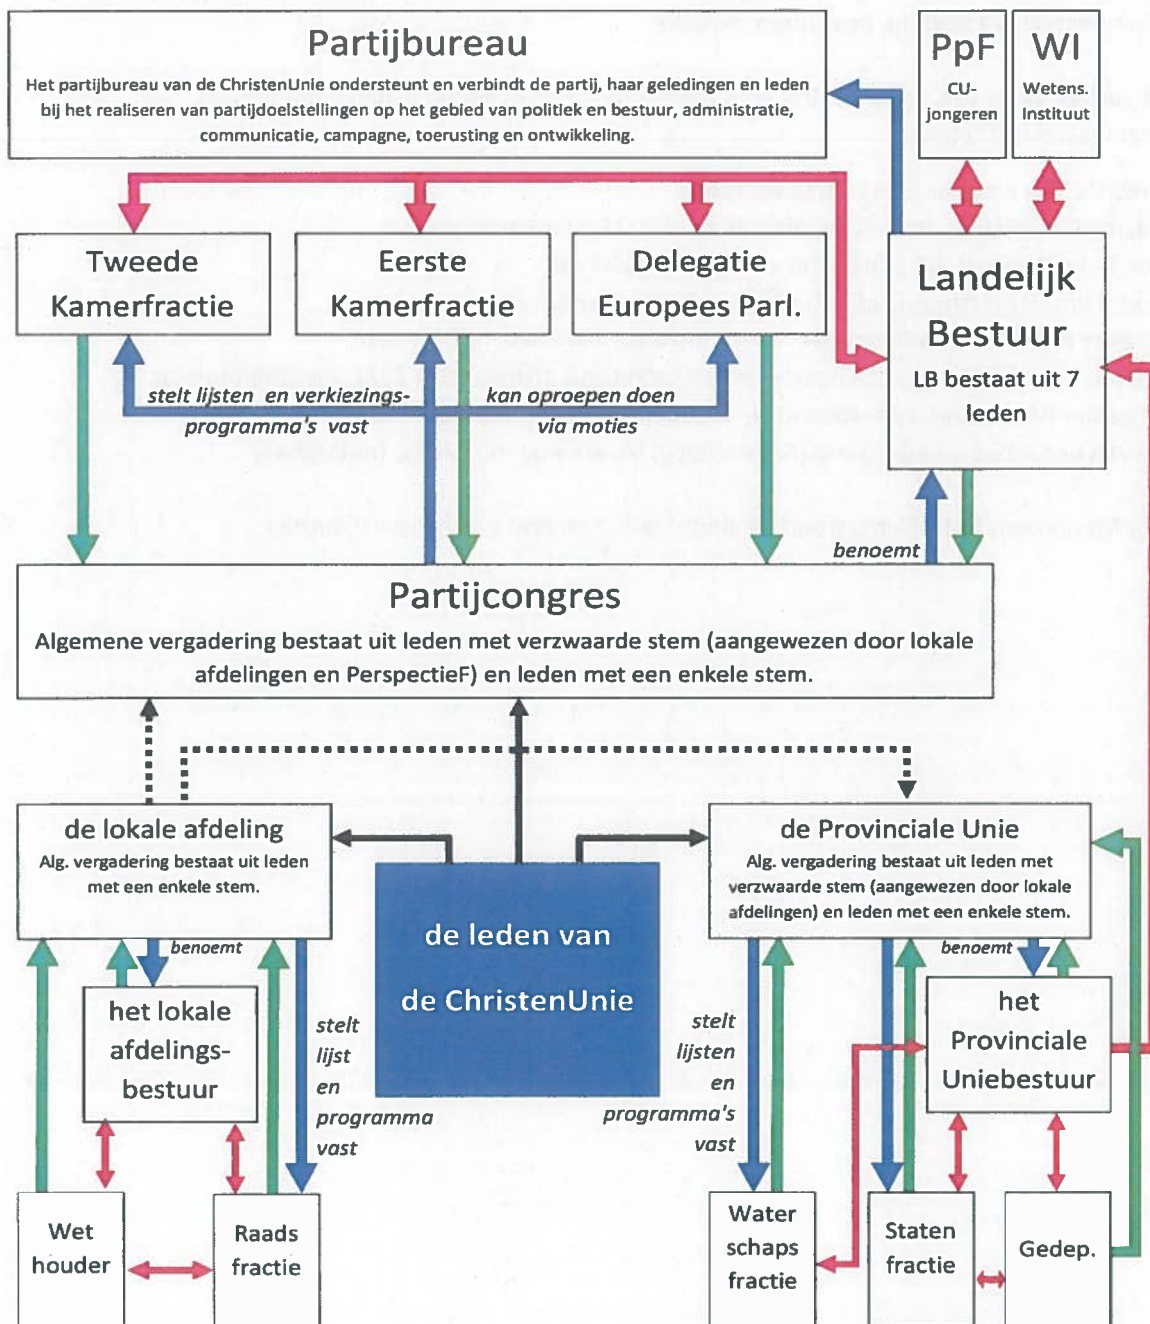 Partijbureau
Het partijbureau van de ChristenUnie ondersteunt en verbindt de partij, haar geledingen en leden
bij het realiseren van partijdoelstellingen op het gebied van politiek en bestuur, administratie,
communicatie, campagne, toerusting en ontwikkeling.
PpF
CU-
jongeren
WI
Wetens.
Instituut
Tweede
Kamerfractie
Eerste
Kamerfractie
Delegatie
Europees Parl.
Landelijk
Bestuur
LB bestaat uit 7
leden
stelt lijsten en verkiezings-
programma's vast
kan oproepen doen
via moties
benoemt
Partijcongres
Algemene vergadering bestaat uit leden met verzwaarde stem (aangewezen door lokale
afdelingen en PerspectieF) en leden met een enkele stem.
de lokale afdeling
Alg. vergadering bestaat uit leden
met een enkele stem.
de Provinciale Unie
Alg. vergadering bestaat uit leden met
verzwaarde stem (aangewezen door lokale
afdelingen) en leden met een enkele stem.
de leden van
de ChristenUnie
benoemt
het lokale
afdelings-
bestuur
stelt
lijst
en
programma
vast
stelt
lijsten
en
programma's
vast
benoemt
het
Provinciale
Uniebestuur
Wet
houder
Raads
fractie
Water
schaps
fractie
Staten
fractie
Gedep.